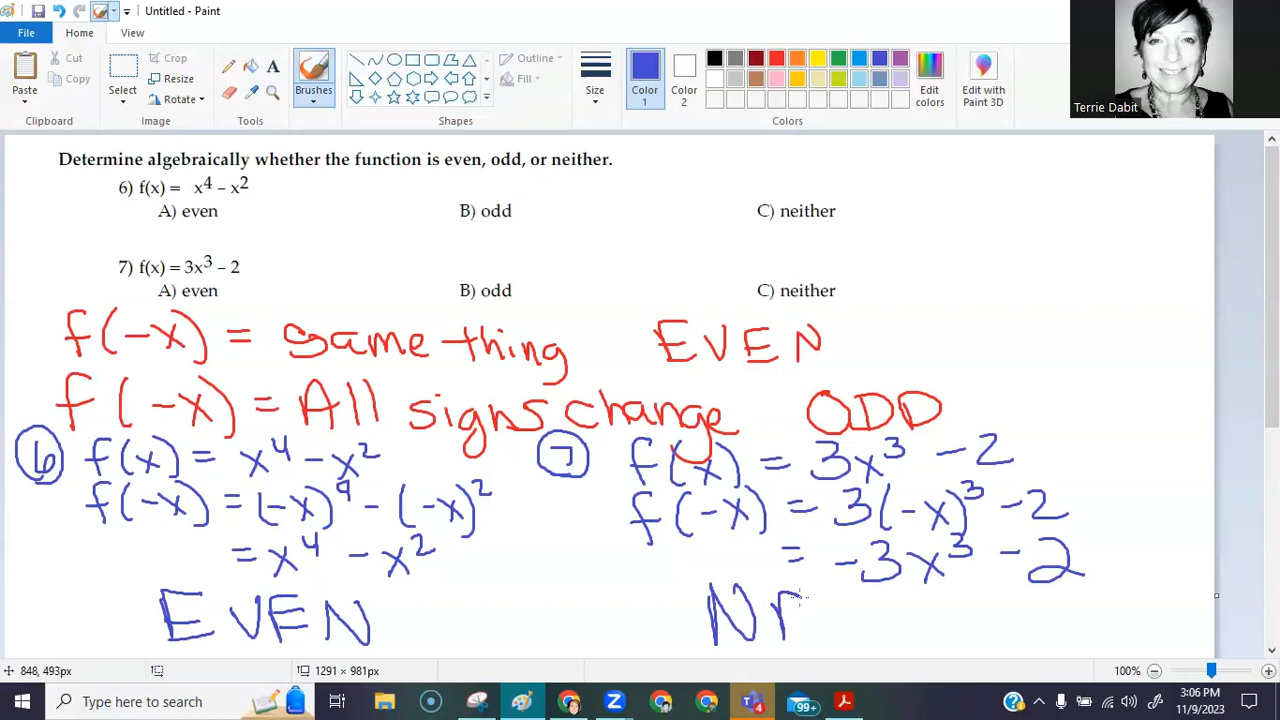 Untitled - Paint
File Home View
Paste Cut Copy Clipboard
Select Crop Resize Rotate Image
Tools
Brushes
Outline Fill Shapes
Size
Color 1 Color 2 Colors
Edit colors
Edit with Paint 3D
Terrie Dabit
Determine algebraically whether the function is even, odd, or neither.
6) f(x) = x⁴ – x²
A) even B) odd C) neither
7) f(x) = 3x³ – 2
A) even B) odd C) neither
f(-x) = same thing EVEN
f(-x) = All signs change ODD
6 f(x) = x⁴ - x² 7 f(x) = 3x³ - 2
f(-x) = (-x)⁴ - (-x)² f(-x) = 3(-x)³ - 2
= x⁴ - x² = -3x³ - 2
EVEN N
848, 493px 1291 × 981px 100%
Type here to search 4 99+ 3:06 PM
11/9/2023